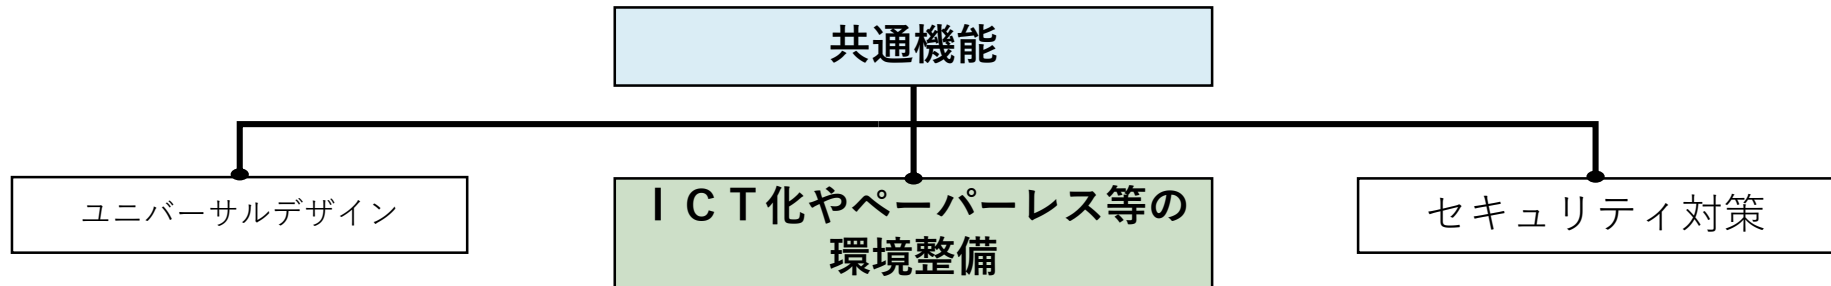 共通機能
ユニバーサルデザイン
ＩＣＴ化やペーパーレス等の
環境整備
セキュリティ対策